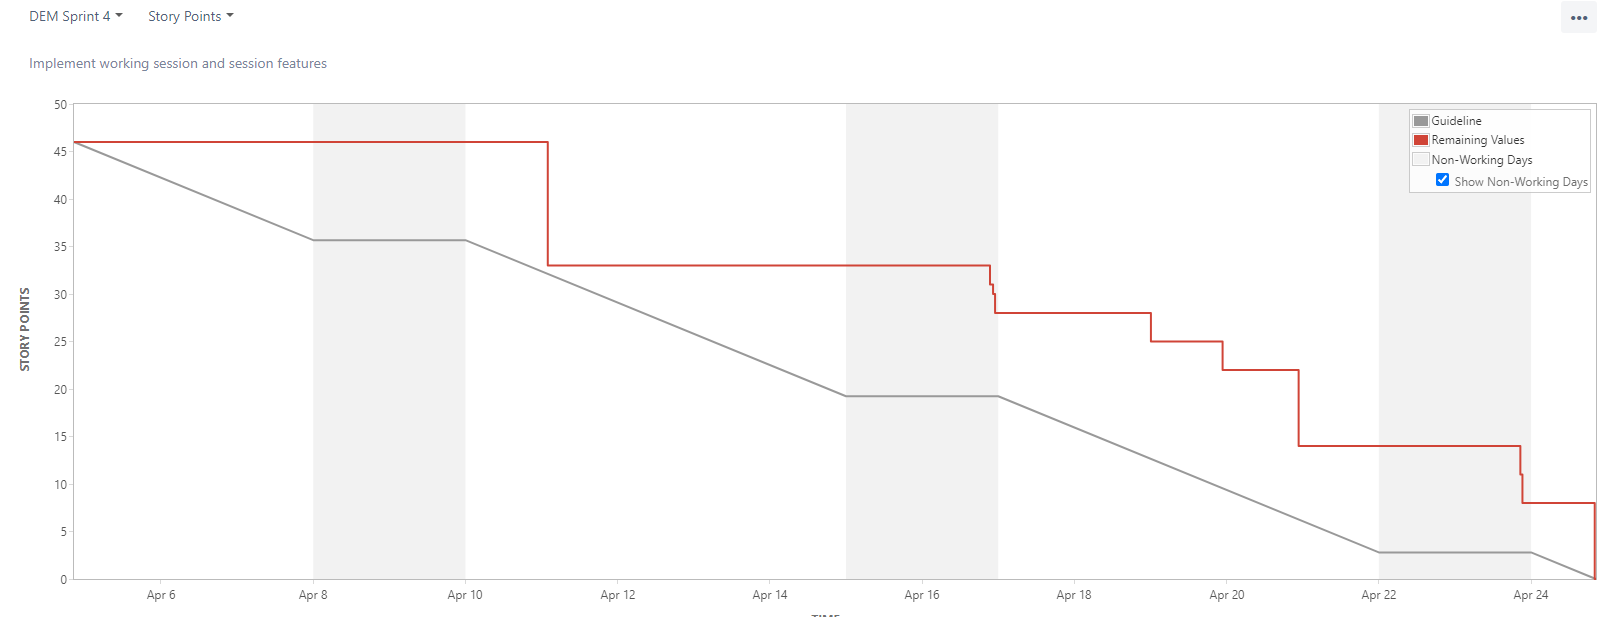 DEM Sprint 4 Story Points
Implement working session and session features
50
45
40
35
30
25
20
15
10
5
0
STORY POINTS
Guideline
Remaining Values
Non-Working Days
Show Non-Working Days
Apr 6 Apr 8 Apr 10 Apr 12 Apr 14 Apr 16 Apr 18 Apr 20 Apr 22 Apr 24
TIME